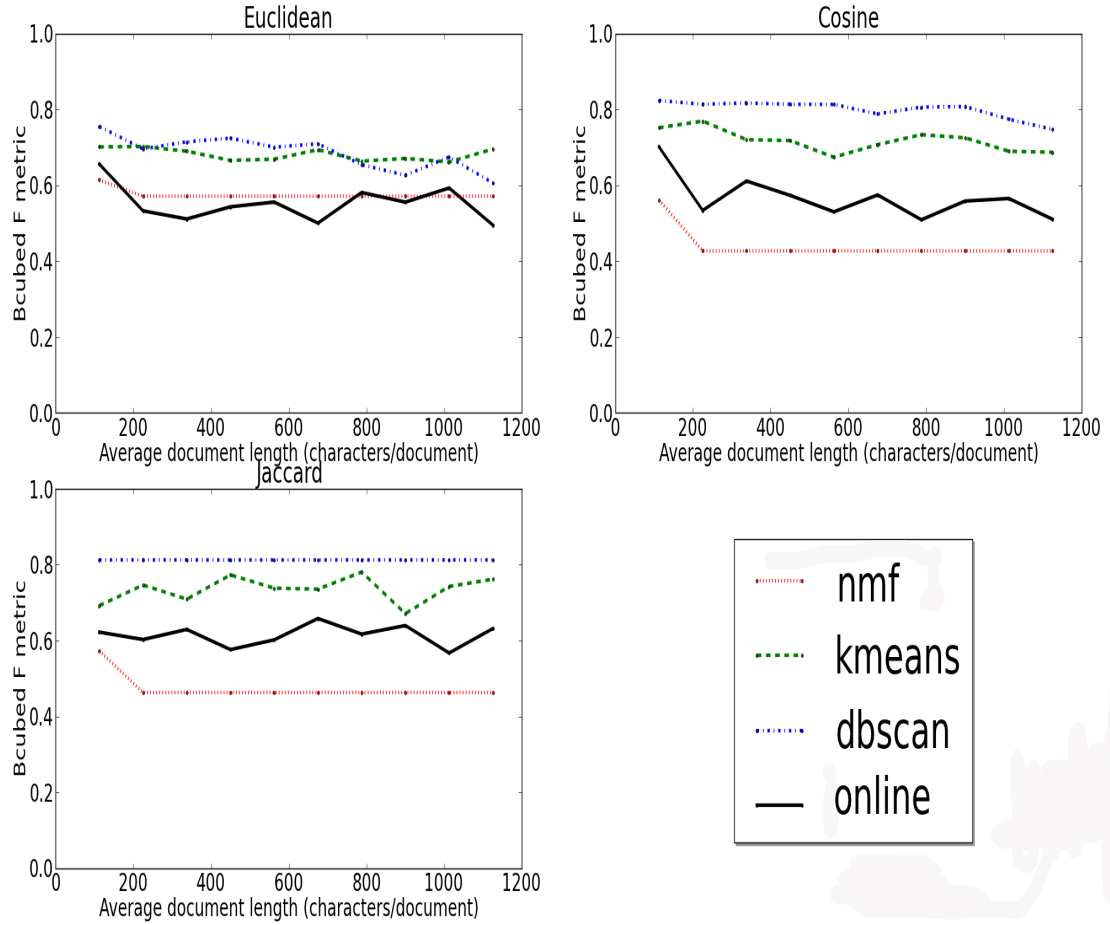 Euclidean
1.0
0.8
0.6
0.4
0.2
0.0
Bcubed F metric
0 200 400 600 800 1000 1200
Average document length (characters/document)
Cosine
1.0
0.8
0.6
0.4
0.2
0.0
Bcubed F metric
0 200 400 600 800 1000 1200
Average document length (characters/document)
Jaccard
1.0
0.8
0.6
0.4
0.2
0.0
Bcubed F metric
0 200 400 600 800 1000 1200
Average document length (characters/document)
nmf
kmeans
dbscan
online